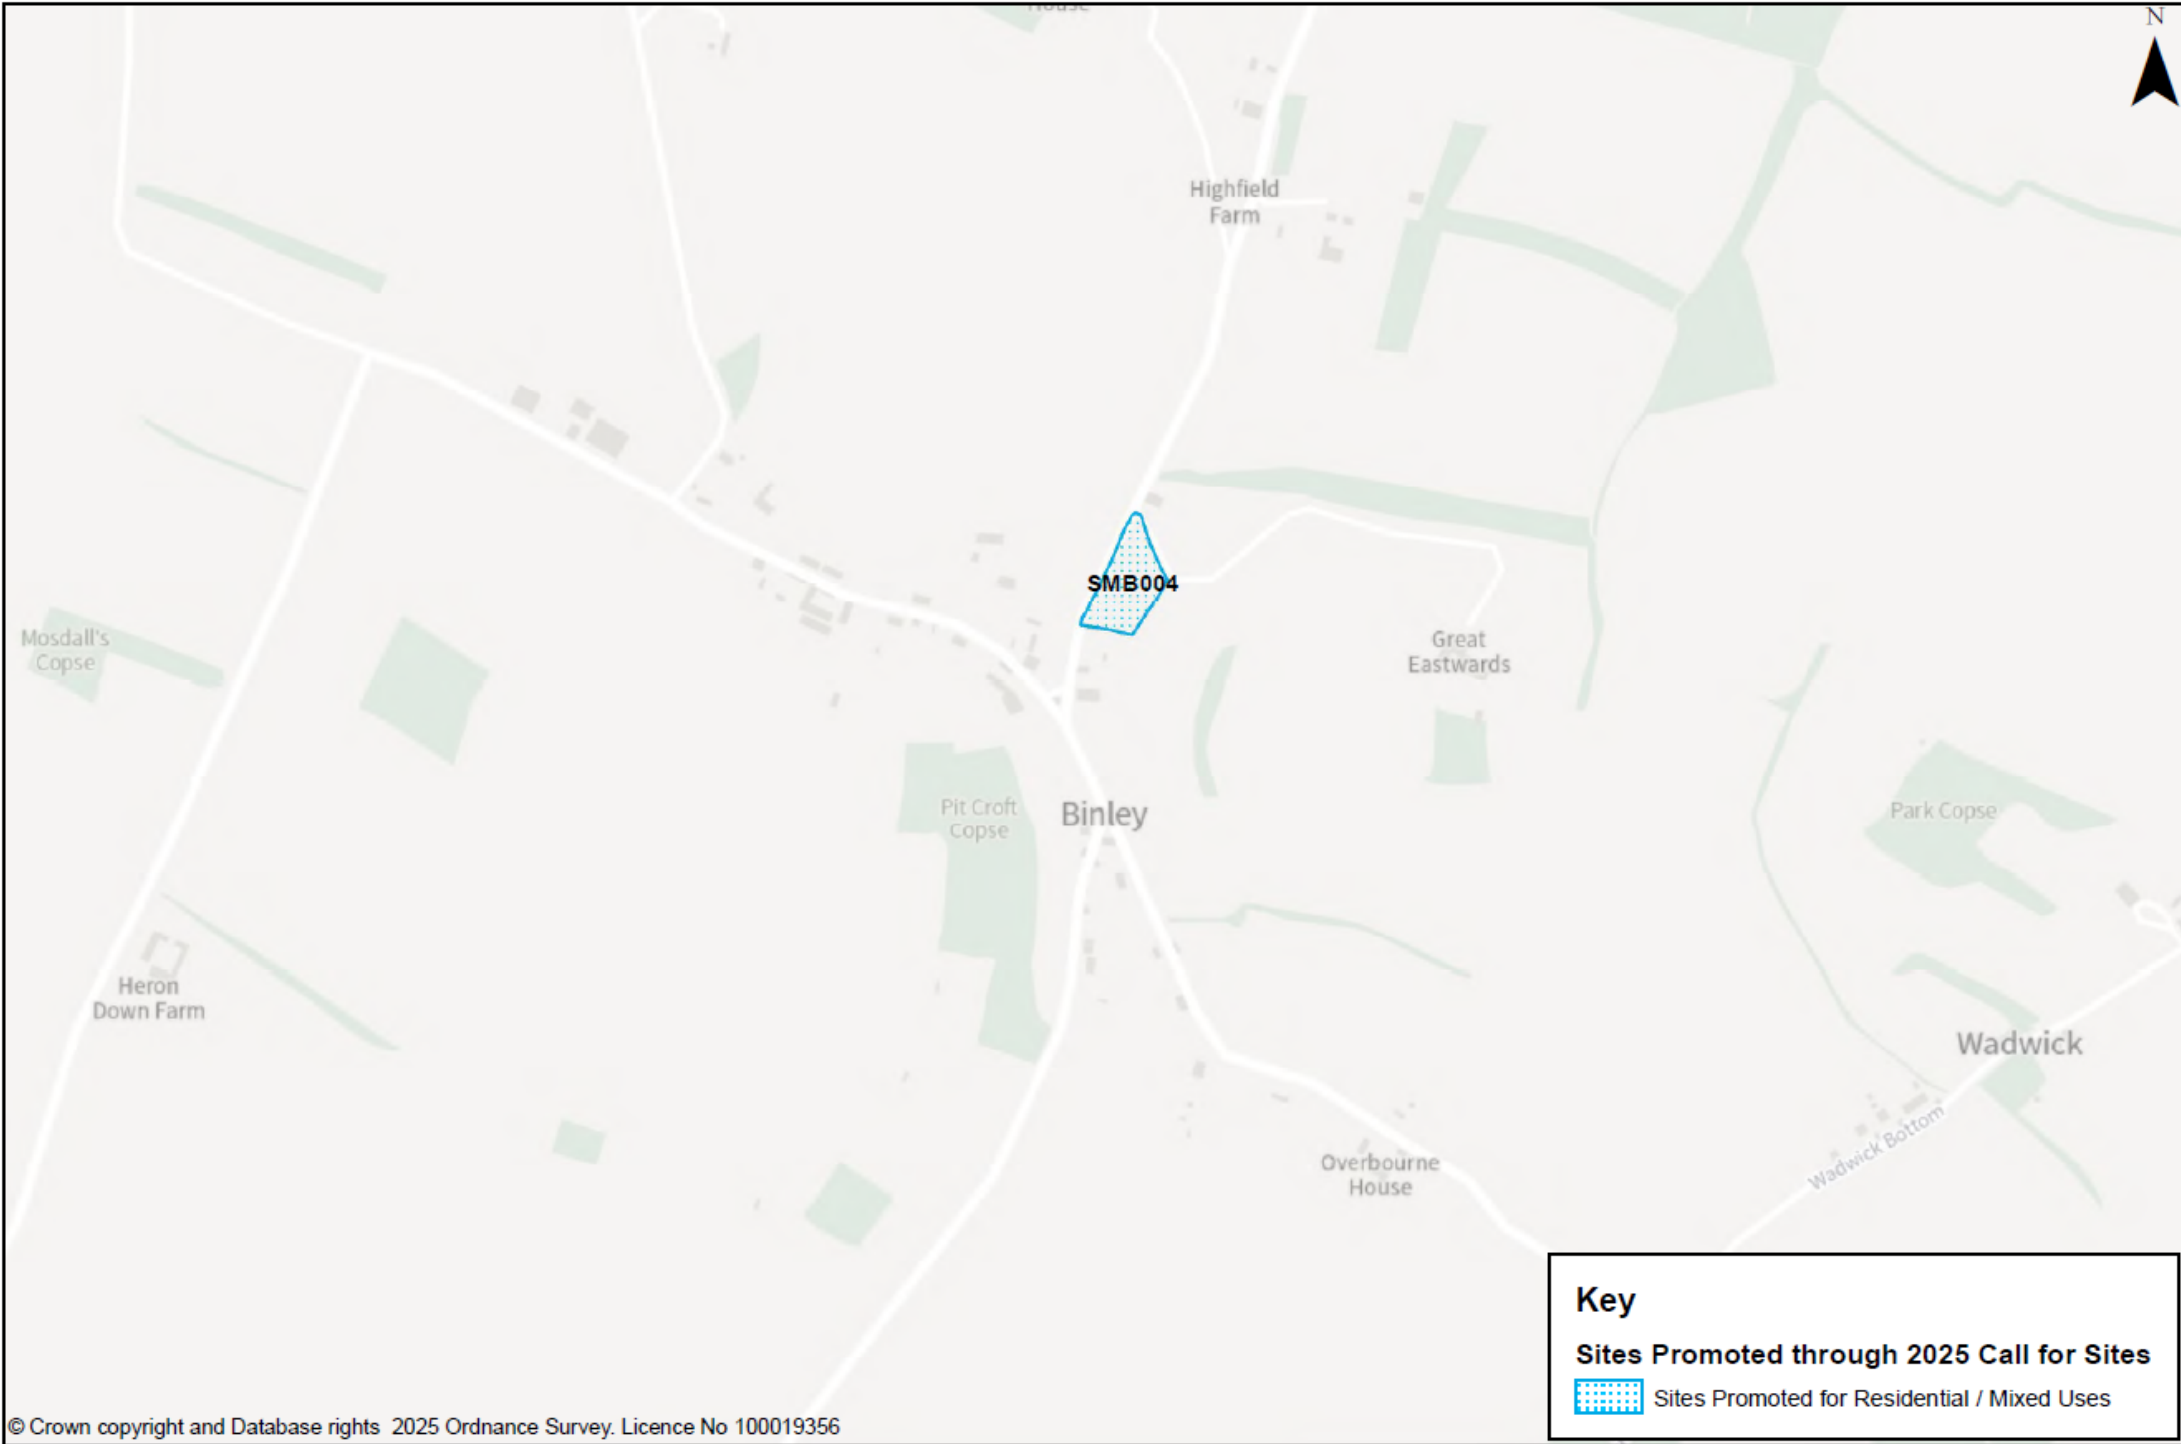 House
N
Highfield
Farm
SMB004
Mosdall's
Copse
Great
Eastwards
Pit Croft
Copse
Binley
Park Copse
Heron
Down Farm
Wadwick
Wadwick Bottom
Overbourne
House
Key
Sites Promoted through 2025 Call for Sites
Sites Promoted for Residential / Mixed Uses
© Crown copyright and Database rights 2025 Ordnance Survey. Licence No 100019356